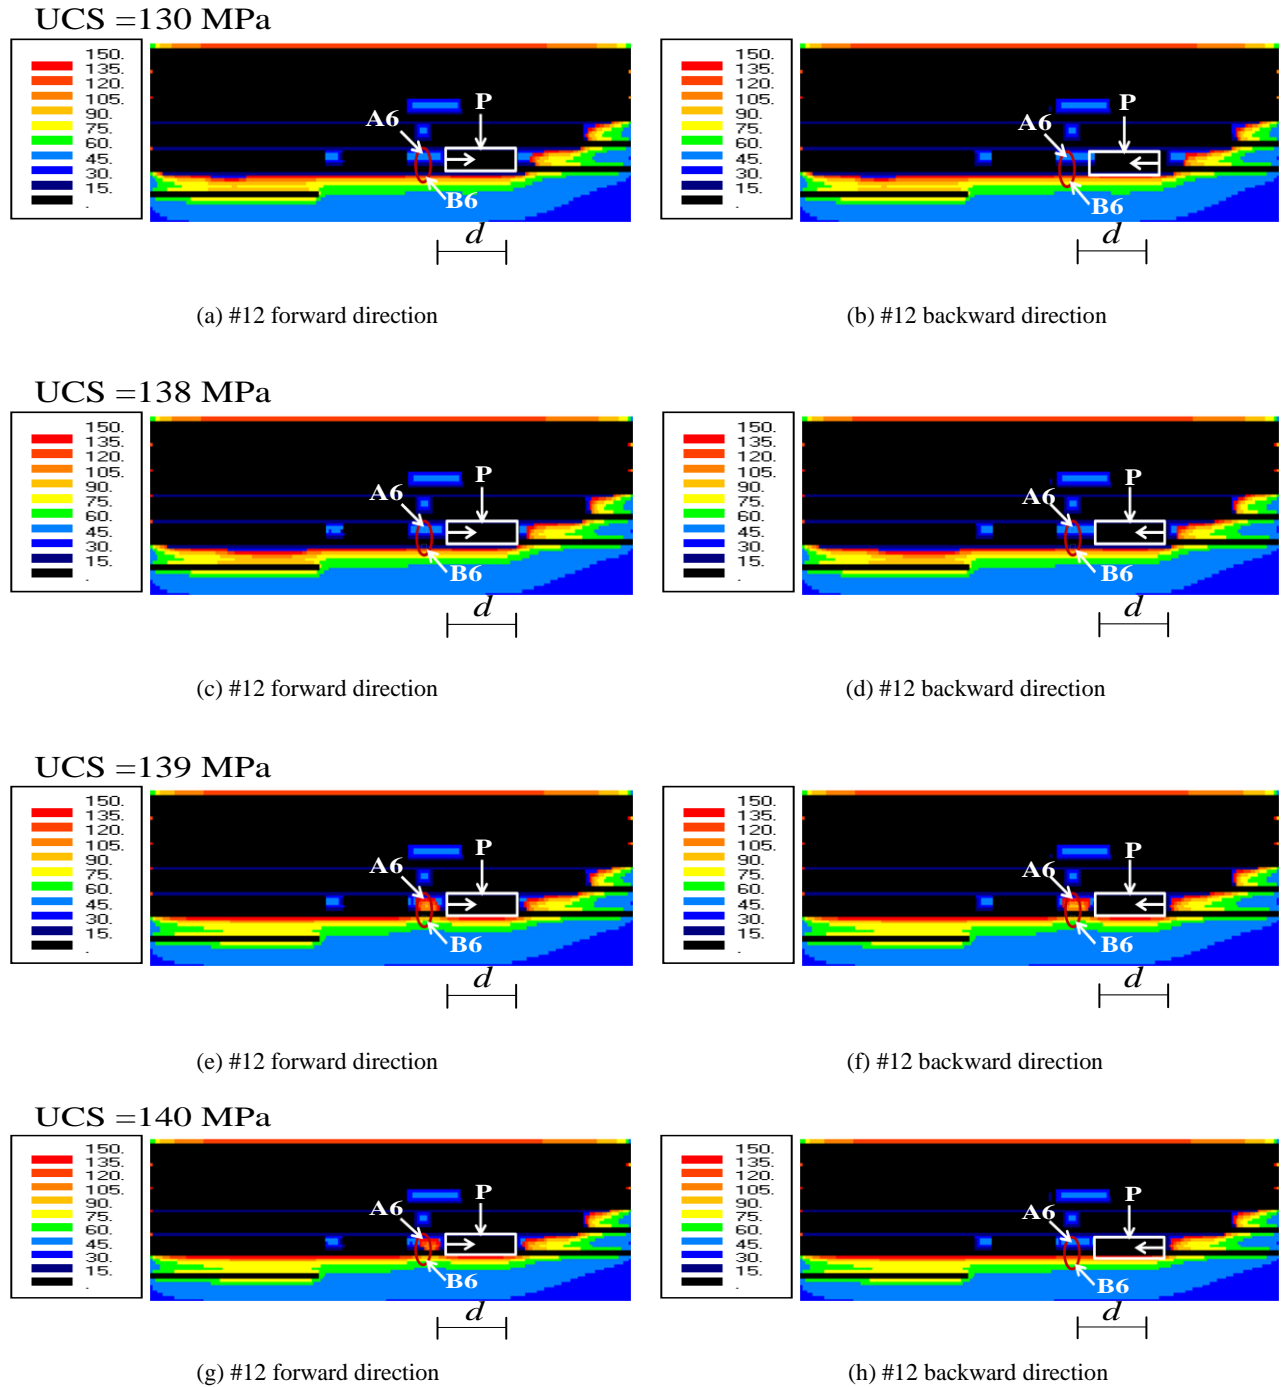 UCS =130 MPa
150.
135.
120.
105.
90.
75.
60.
45.
30.
15.
.
A6
P
B6
d
150.
135.
120.
105.
90.
75.
60.
45.
30.
15.
.
A6
P
B6
d
(a) #12 forward direction
(b) #12 backward direction
UCS =138 MPa
150.
135.
120.
105.
90.
75.
60.
45.
30.
15.
.
A6
P
B6
d
150.
135.
120.
105.
90.
75.
60.
45.
30.
15.
.
A6
P
B6
d
(c) #12 forward direction
(d) #12 backward direction
UCS =139 MPa
150.
135.
120.
105.
90.
75.
60.
45.
30.
15.
.
A6
P
B6
d
150.
135.
120.
105.
90.
75.
60.
45.
30.
15.
.
A6
P
B6
d
(e) #12 forward direction
(f) #12 backward direction
UCS =140 MPa
150.
135.
120.
105.
90.
75.
60.
45.
30.
15.
.
A6
P
B6
d
150.
135.
120.
105.
90.
75.
60.
45.
30.
15.
.
A6
P
B6
d
(g) #12 forward direction
(h) #12 backward direction